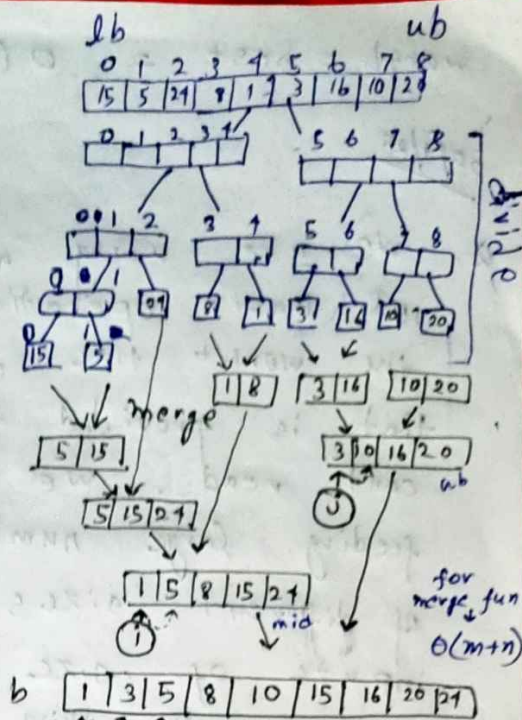 lb ub
0 1 2 3 4 5 6 7 8
15 5 24 8 1 3 16 10 20
0 1 2 3 4 5 6 7 8
divide
0 1 2 3 4 5 6 7 8
0 1 24 8 1 3 16 10 20
0
15 5
1 8 3 16 10 20
merge
5 15 3 10 16 20
ub
5 15 24 j
1 5 8 15 24 for
mid merge fun
i θ(m+n)
b 1 3 5 8 10 15 16 20 24